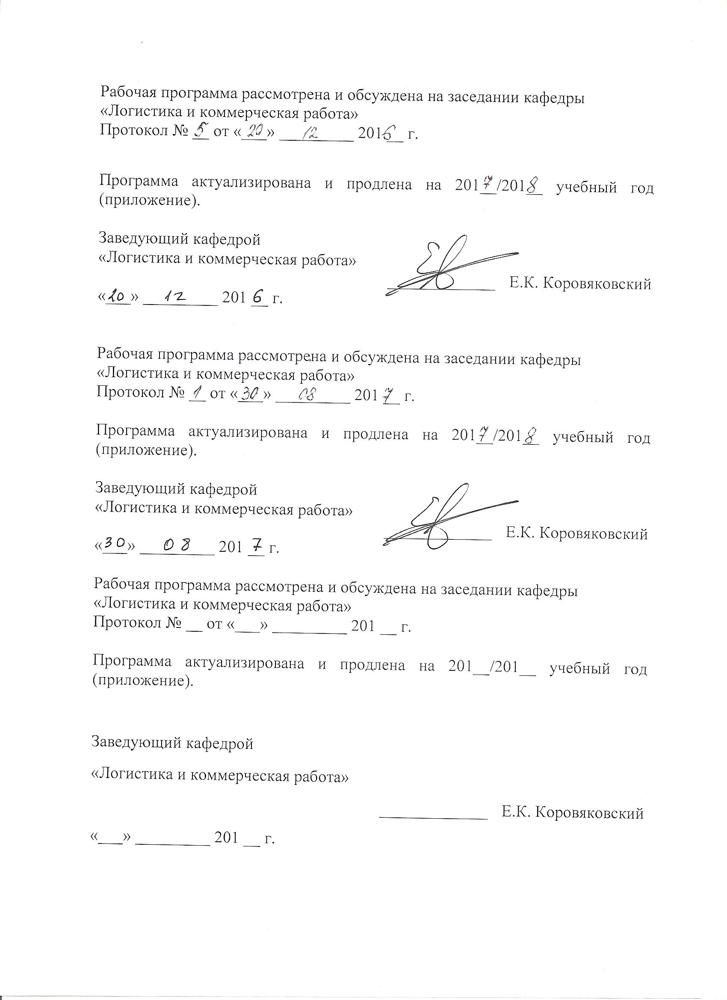 Рабочая программа рассмотрена и обсуждена на заседании кафедры
«Логистика и коммерческая работа»
Протокол № 5 от «20» 12 2016 г.
Программа актуализирована и продлена на 2017/2018 учебный год
(приложение).
Заведующий кафедрой
«Логистика и коммерческая работа»
Е.К. Коровяковский
«20» 12 201 6 г.
Рабочая программа рассмотрена и обсуждена на заседании кафедры
«Логистика и коммерческая работа»
Протокол № 1 от «30» 08 201 7 г.
Программа актуализирована и продлена на 2017/2018 учебный год
(приложение).
Заведующий кафедрой
«Логистика и коммерческая работа»
Е.К. Коровяковский
«30» 08 201 7 г.
Рабочая программа рассмотрена и обсуждена на заседании кафедры
«Логистика и коммерческая работа»
Протокол № __ от «___» _________ 201 __ г.
Программа актуализирована и продлена на 201__/201__ учебный год
(приложение).
Заведующий кафедрой
«Логистика и коммерческая работа»
_____________ Е.К. Коровяковский
«___» _________ 201 __ г.